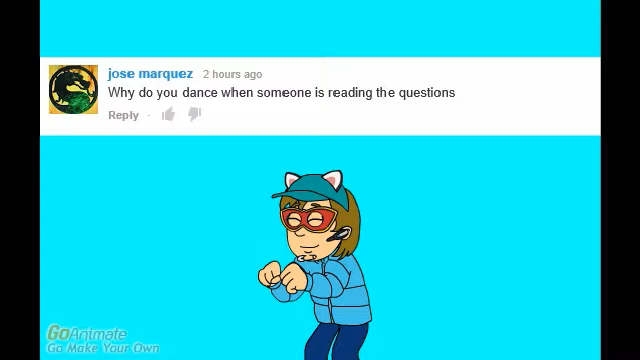 jose marquez 2 hours ago
Why do you dance when someone is reading the questions
Reply ·
GoAnimate
Go Make Your Own